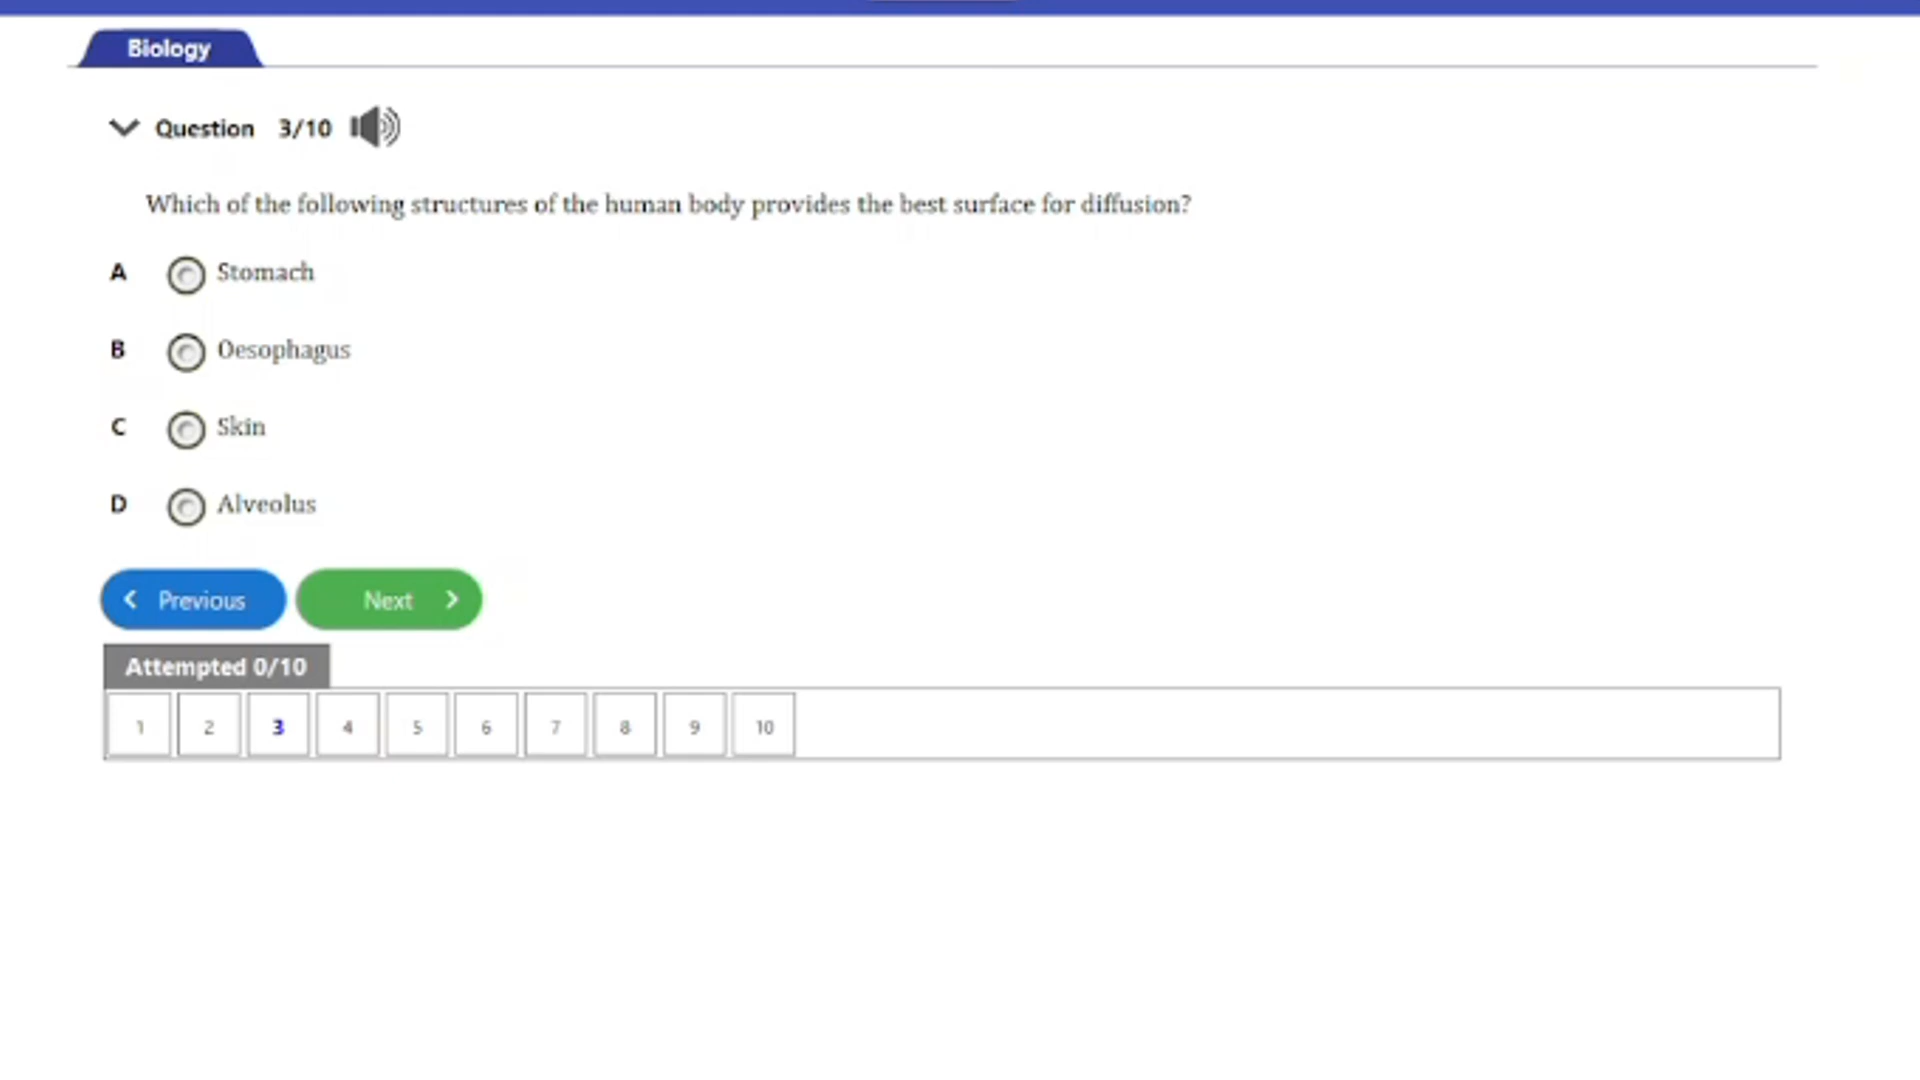 Biology
Question 3/10
Which of the following structures of the human body provides the best surface for diffusion?
A Stomach
B Oesophagus
C Skin
D Alveolus
Previous Next
Attempted 0/10
1 2 3 4 5 6 7 8 9 10